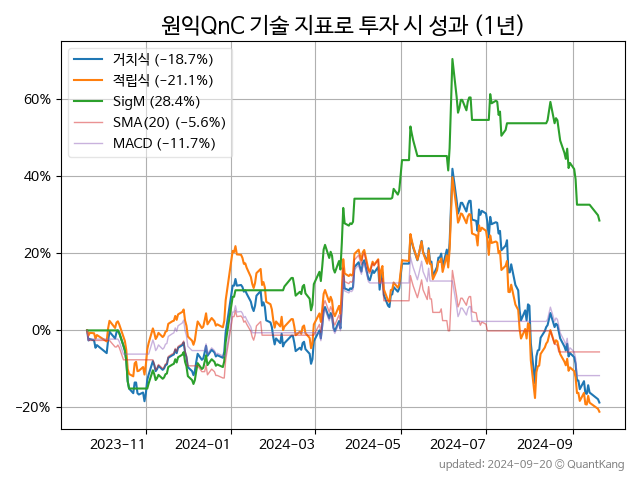 원익QnC 기술 지표로 투자 시 성과 (1년)
거치식 (−18.7%)
적립식 (−21.1%)
SigM (28.4%)
SMA(20) (−5.6%)
MACD (−11.7%)
60%
40%
20%
0%
−20%
2023-11 2024-01 2024-03 2024-05 2024-07 2024-09
updated: 2024-09-20 © QuantKang